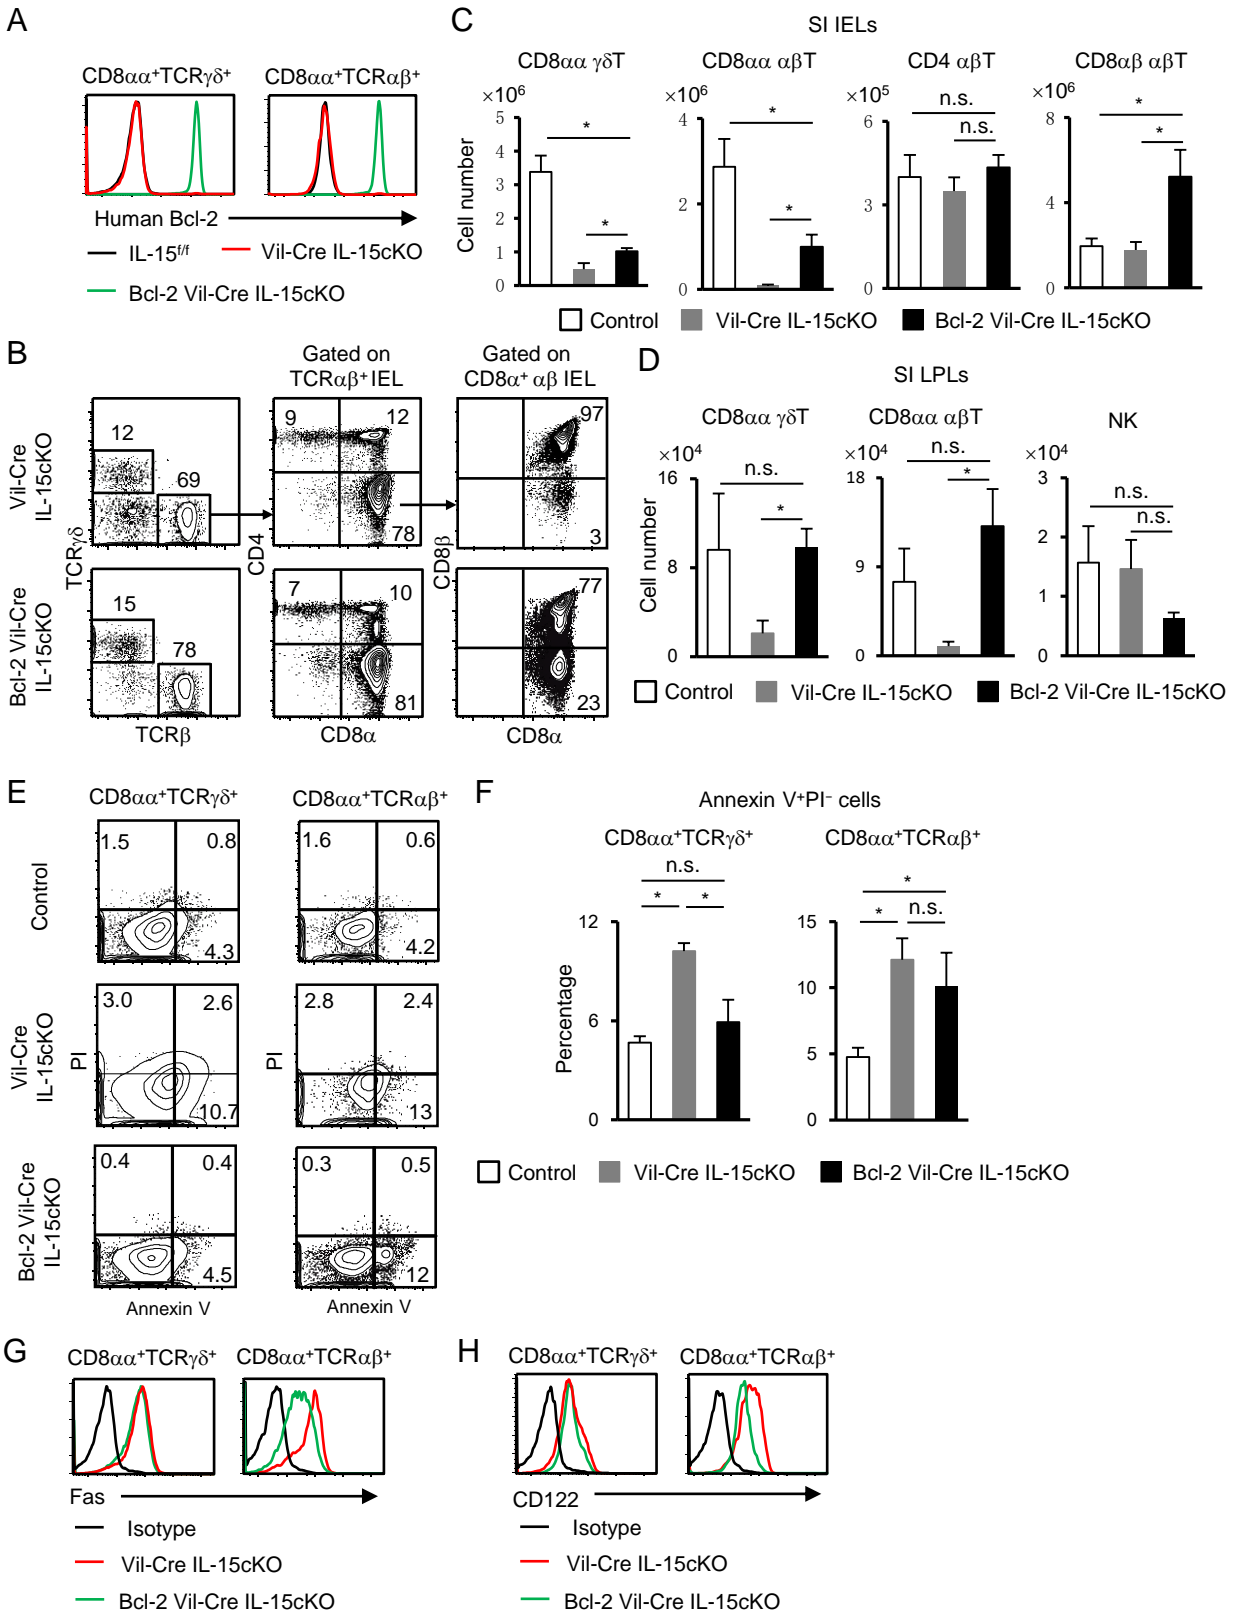 A
CD8αα⁺TCRγδ⁺ CD8αα⁺TCRαβ⁺
Human Bcl-2
IL-15f/f Vil-Cre IL-15cKO
Bcl-2 Vil-Cre IL-15cKO
C
SI IELs
CD8αα γδT CD8αα αβT CD4 αβT CD8αβ αβT
×10⁶ ×10⁶ ×10⁵ ×10⁶
Cell number
5
4
3
2
1
0
*
*
4
2
0
*
*
6
3
0
n.s.
n.s.
8
4
0
*
*
Control Vil-Cre IL-15cKO Bcl-2 Vil-Cre IL-15cKO
B
Gated on
TCRαβ⁺ IEL
Gated on
CD8α⁺ αβ IEL
Vil-Cre
IL-15cKO
12
69
9 12
78
97
3
TCRγδ
CD4
CD8β
Bcl-2 Vil-Cre
IL-15cKO
15
78
7 10
81
77
23
TCRβ CD8α CD8α
D
SI LPLs
CD8αα γδT CD8αα αβT NK
×10⁴ ×10⁴ ×10⁴
Cell number
16
8
0
n.s.
*
18
9
0
n.s.
*
3
2
1
0
n.s.
n.s.
Control Vil-Cre IL-15cKO Bcl-2 Vil-Cre IL-15cKO
E
CD8αα⁺TCRγδ⁺ CD8αα⁺TCRαβ⁺
Control
1.5 0.8
4.3
1.6 0.6
4.2
Vil-Cre
IL-15cKO
3.0 2.6
10.7
2.8 2.4
13
PI PI
Bcl-2 Vil-Cre
IL-15cKO
0.4 0.4
4.5
0.3 0.5
12
Annexin V Annexin V
F
Annexin V⁺PI⁻ cells
CD8αα⁺TCRγδ⁺ CD8αα⁺TCRαβ⁺
Percentage
n.s.
* *
12
6
0
*
* n.s.
15
10
5
0
Control Vil-Cre IL-15cKO Bcl-2 Vil-Cre IL-15cKO
G
CD8αα⁺TCRγδ⁺ CD8αα⁺TCRαβ⁺
Fas
Isotype
Vil-Cre IL-15cKO
Bcl-2 Vil-Cre IL-15cKO
H
CD8αα⁺TCRγδ⁺ CD8αα⁺TCRαβ⁺
CD122
Isotype
Vil-Cre IL-15cKO
Bcl-2 Vil-Cre IL-15cKO